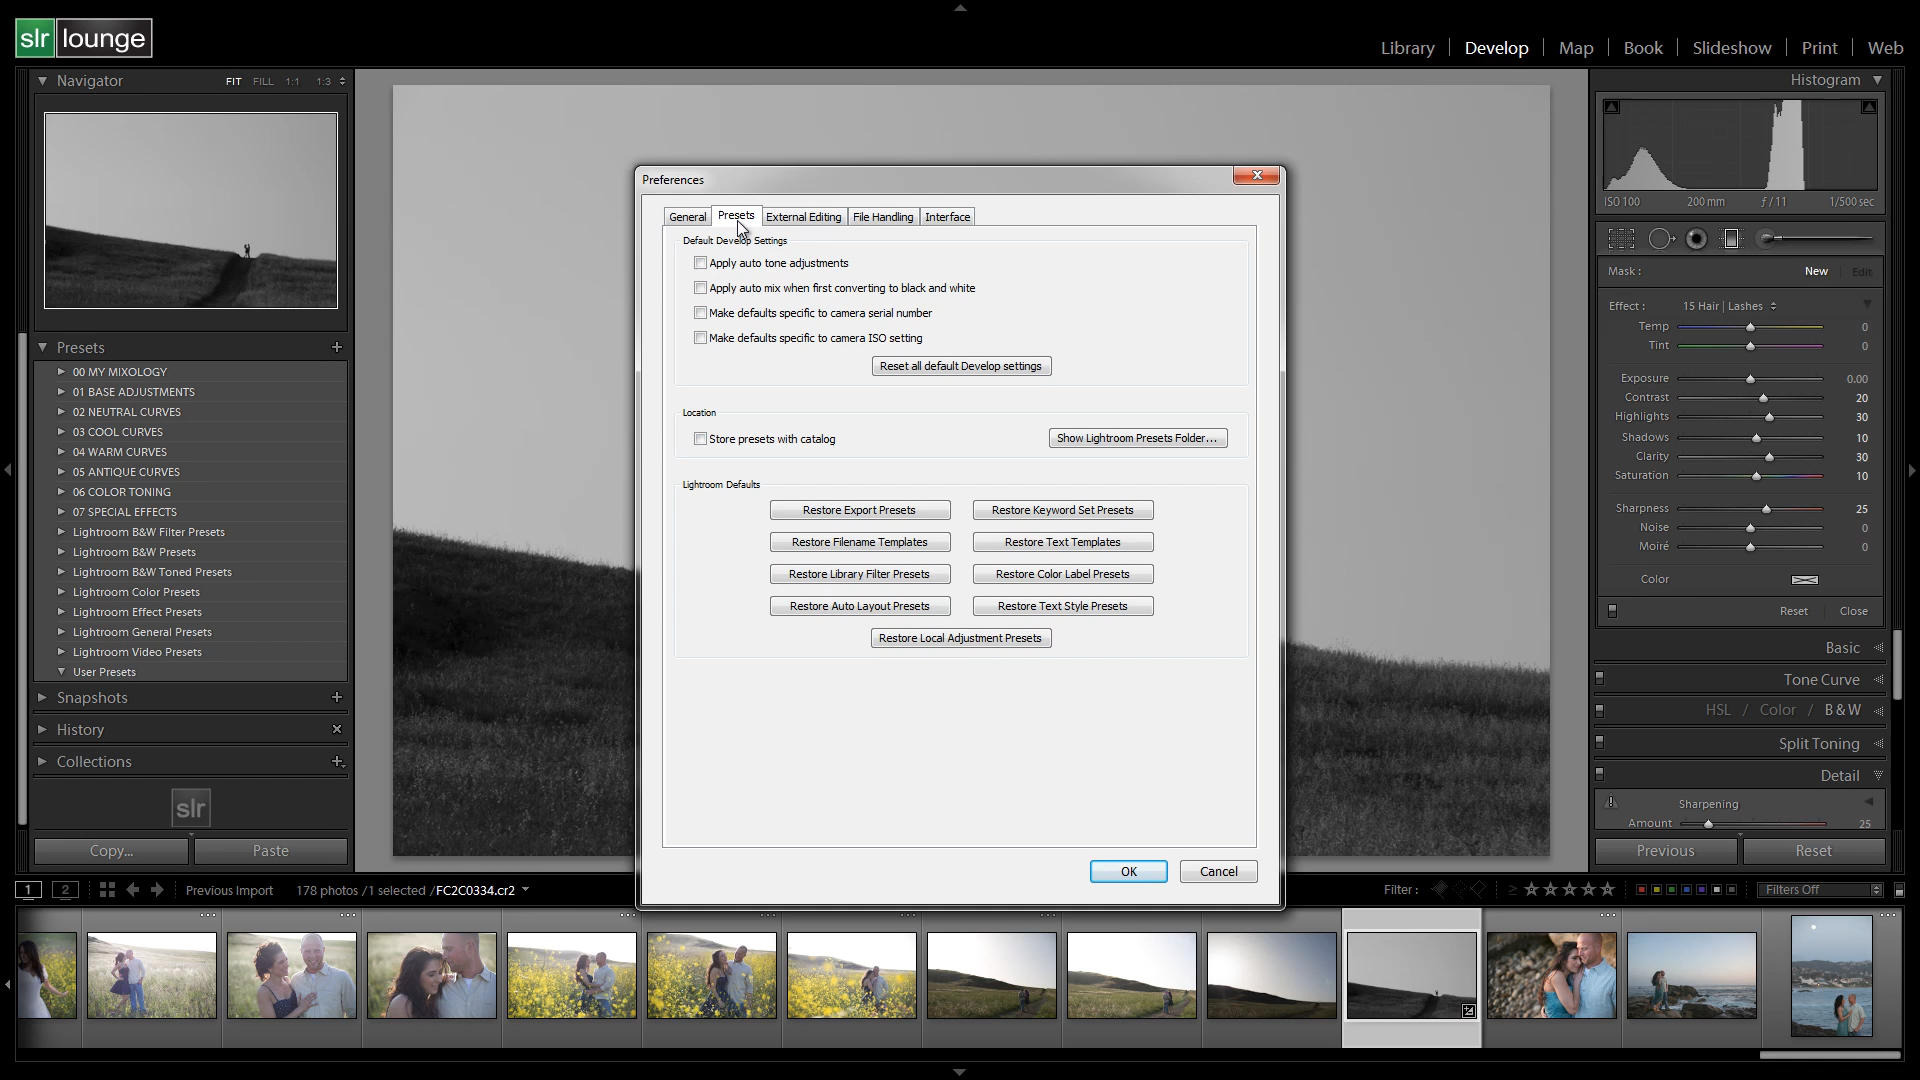 slr lounge
Library Develop Map Book Slideshow Print Web
Navigator FIT FILL 1:1 1:3
Presets
00 MY MIXOLOGY
01 BASE ADJUSTMENTS
02 NEUTRAL CURVES
03 COOL CURVES
04 WARM CURVES
05 ANTIQUE CURVES
06 COLOR TONING
07 SPECIAL EFFECTS
Lightroom B&W Filter Presets
Lightroom B&W Presets
Lightroom B&W Toned Presets
Lightroom Color Presets
Lightroom Effect Presets
Lightroom General Presets
Lightroom Video Presets
User Presets
Snapshots
History
Collections
slr
Copy... Paste
Preferences
General Presets External Editing File Handling Interface
Default Develop Settings
Apply auto tone adjustments
Apply auto mix when first converting to black and white
Make defaults specific to camera serial number
Make defaults specific to camera ISO setting
Reset all default Develop settings
Location
Store presets with catalog Show Lightroom Presets Folder...
Lightroom Defaults
Restore Export Presets Restore Keyword Set Presets
Restore Filename Templates Restore Text Templates
Restore Library Filter Presets Restore Color Label Presets
Restore Auto Layout Presets Restore Text Style Presets
Restore Local Adjustment Presets
OK Cancel
Histogram
ISO 100 200 mm ƒ / 11 1/500 sec
Mask : New Edit
Effect : 15 Hair | Lashes
Temp 0
Tint 0
Exposure 0.00
Contrast 20
Highlights 30
Shadows 10
Clarity 30
Saturation 10
Sharpness 25
Noise 0
Moiré 0
Color
Reset Close
Basic
Tone Curve
HSL / Color / B & W
Split Toning
Detail
Sharpening
Amount 25
Previous Reset
1 2 Previous Import 178 photos / 1 selected / FC2C0334.cr2 Filter : ≥ Filters Off